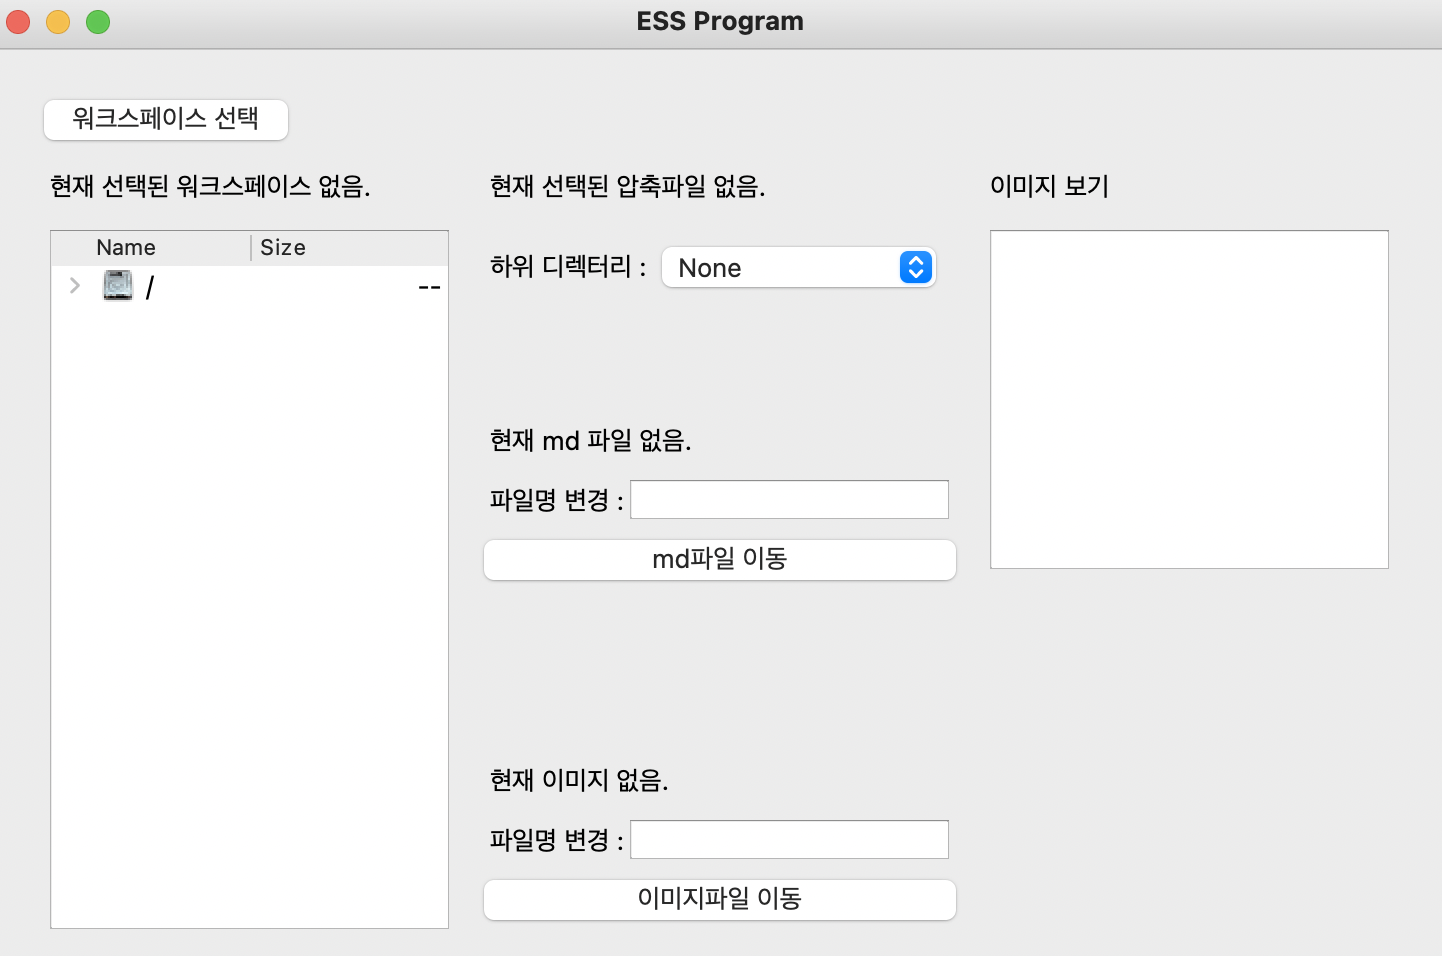 ESS Program
워크스페이스 선택
현재 선택된 워크스페이스 없음.
Name Size
/ --
현재 선택된 압축파일 없음.
하위 디렉터리 : None
현재 md 파일 없음.
파일명 변경 :
md파일 이동
현재 이미지 없음.
파일명 변경 :
이미지파일 이동
이미지 보기